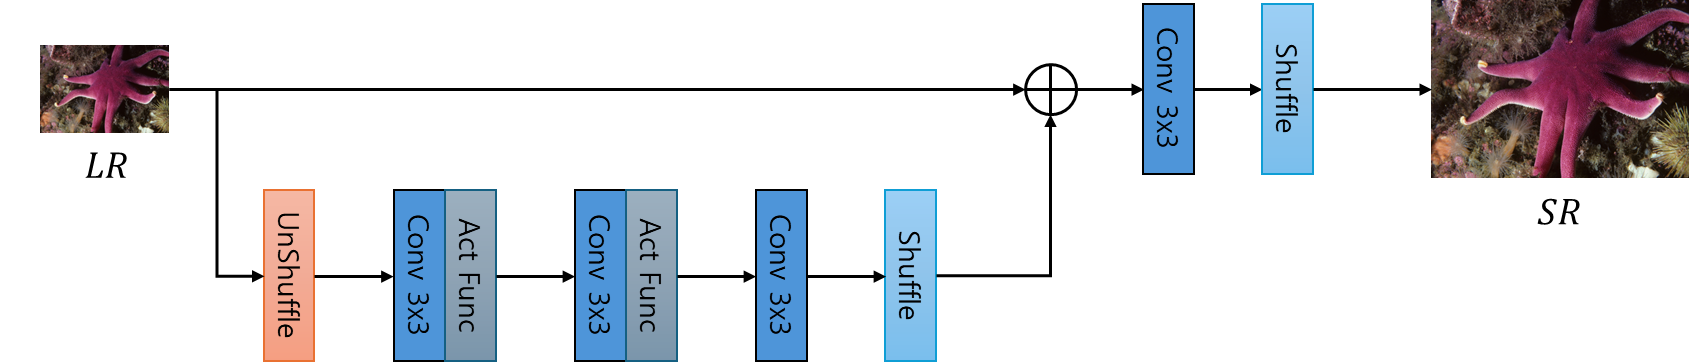 LR
UnShuffle
Conv 3x3
Act Func
Conv 3x3
Act Func
Conv 3x3
Shuffle
Conv 3x3
Shuffle
SR